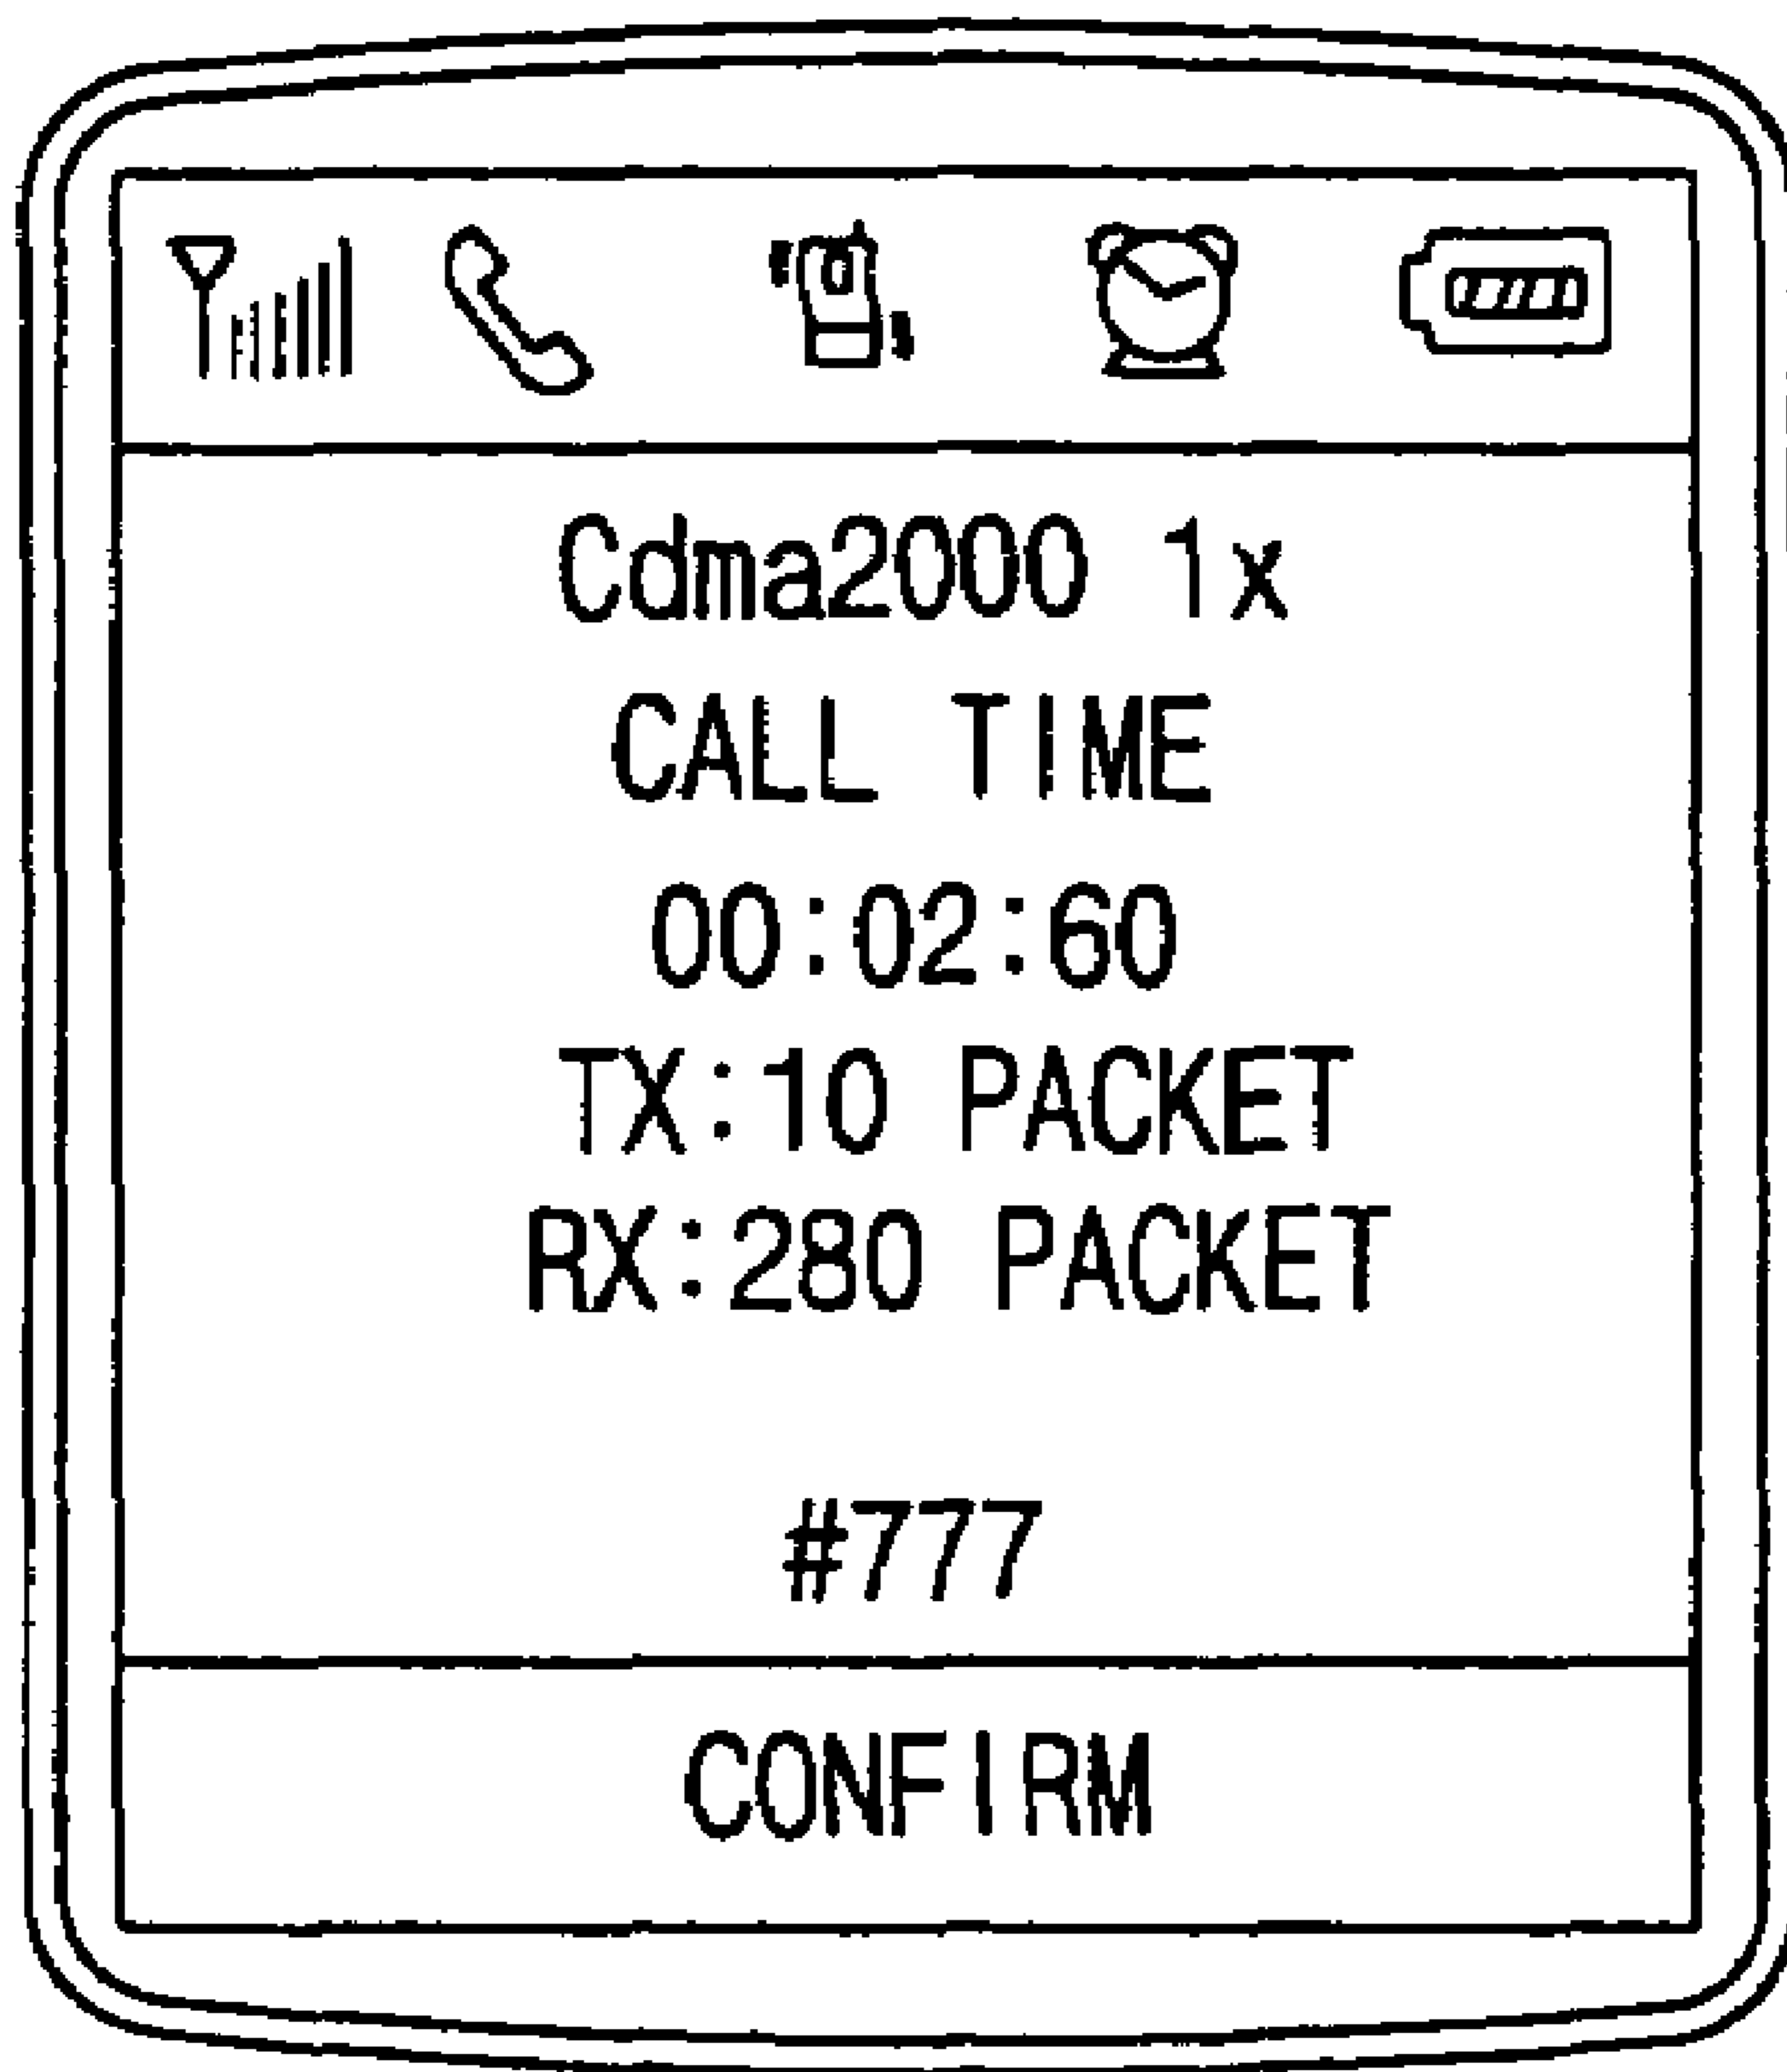 Cdma2000 1x
CALL TIME
00:02:60
TX:10 PACKET
RX:280 PACKET
#777
CONFIRM